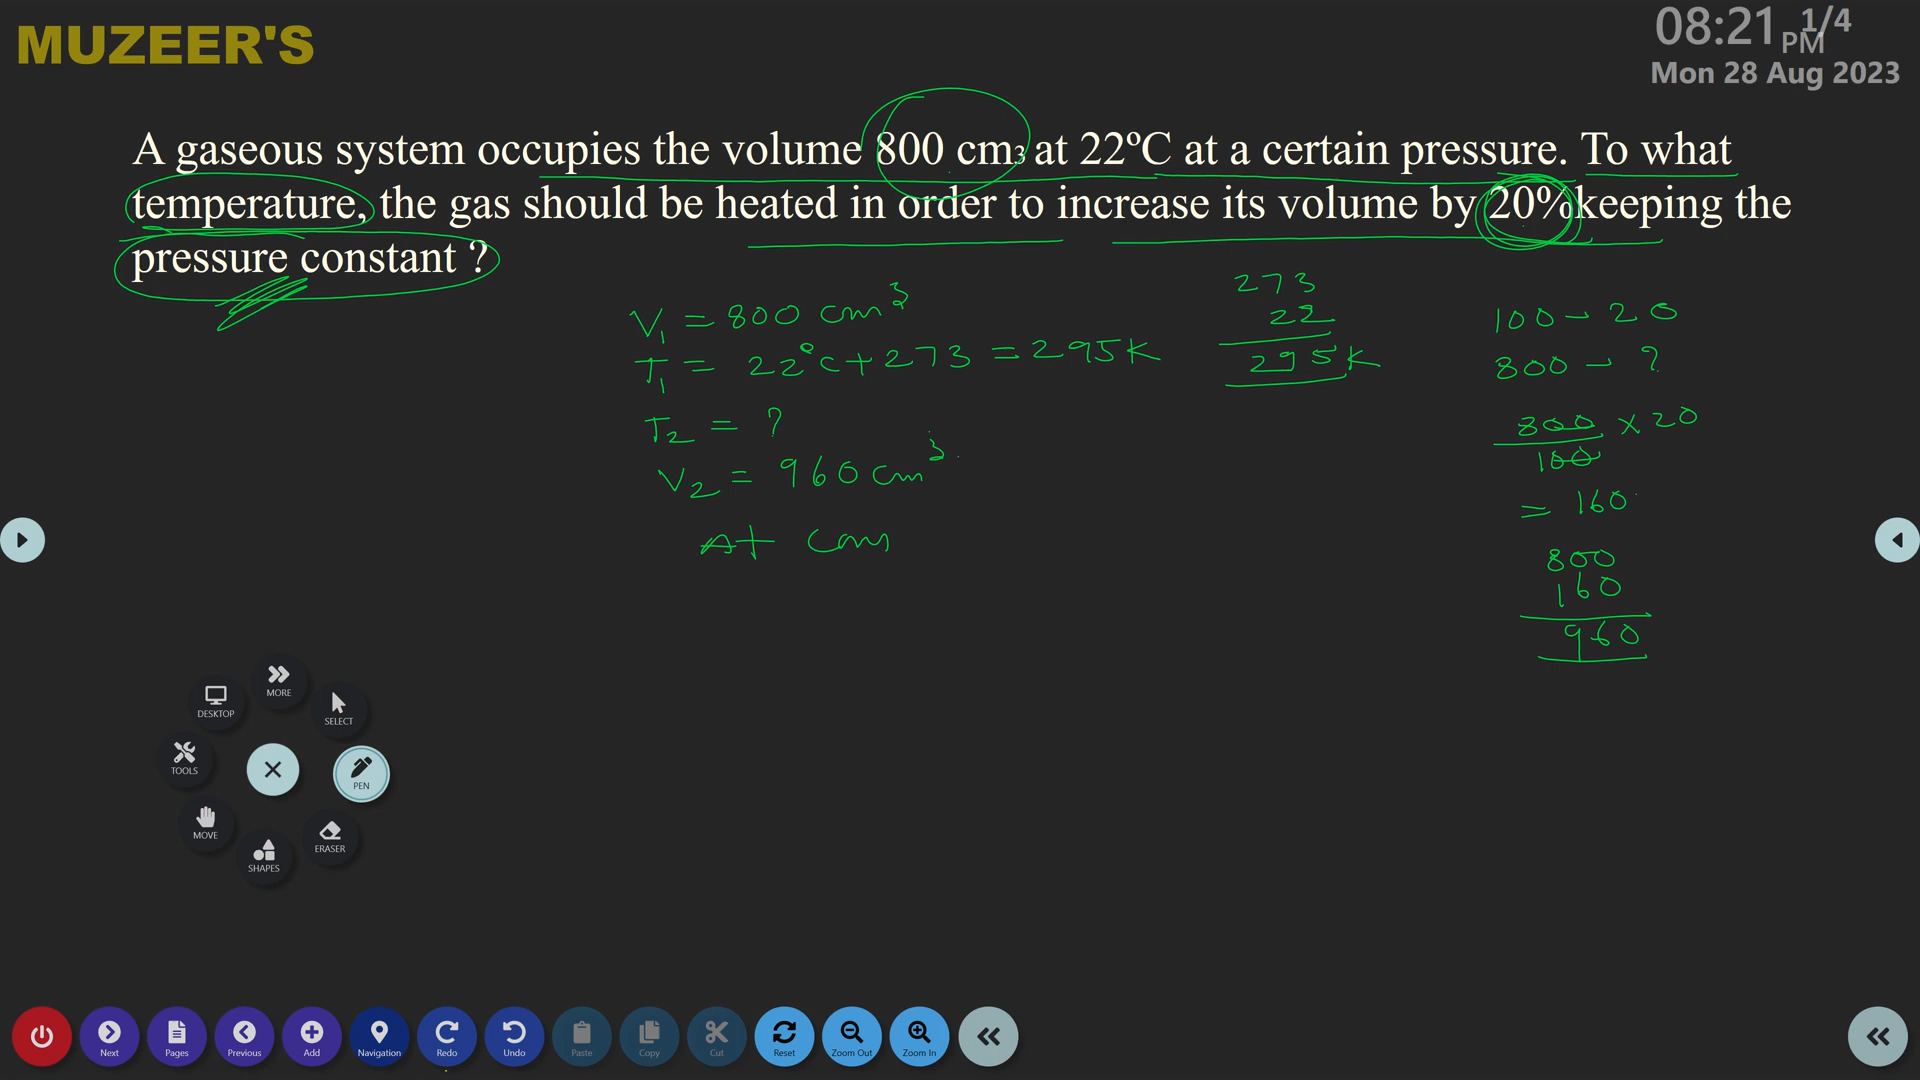 MUZEER'S
08:21 PM 1/4
Mon 28 Aug 2023
A gaseous system occupies the volume 800 cm3 at 22ºC at a certain pressure. To what
temperature, the gas should be heated in order to increase its volume by 20%keeping the
pressure constant ?
V₁ = 800 cm³
T₁ = 22°C + 273 = 295K
T₂ = ?
V₂ = 960 cm³
At cons
273
22
295K
100 - 20
800 - ?
800 × 20
100
= 160
800
160
960
MORE
DESKTOP
SELECT
TOOLS
PEN
MOVE
ERASER
SHAPES
Next
Pages
Previous
Add
Navigation
Redo
Undo
Paste
Copy
Cut
Reset
Zoom Out
Zoom In